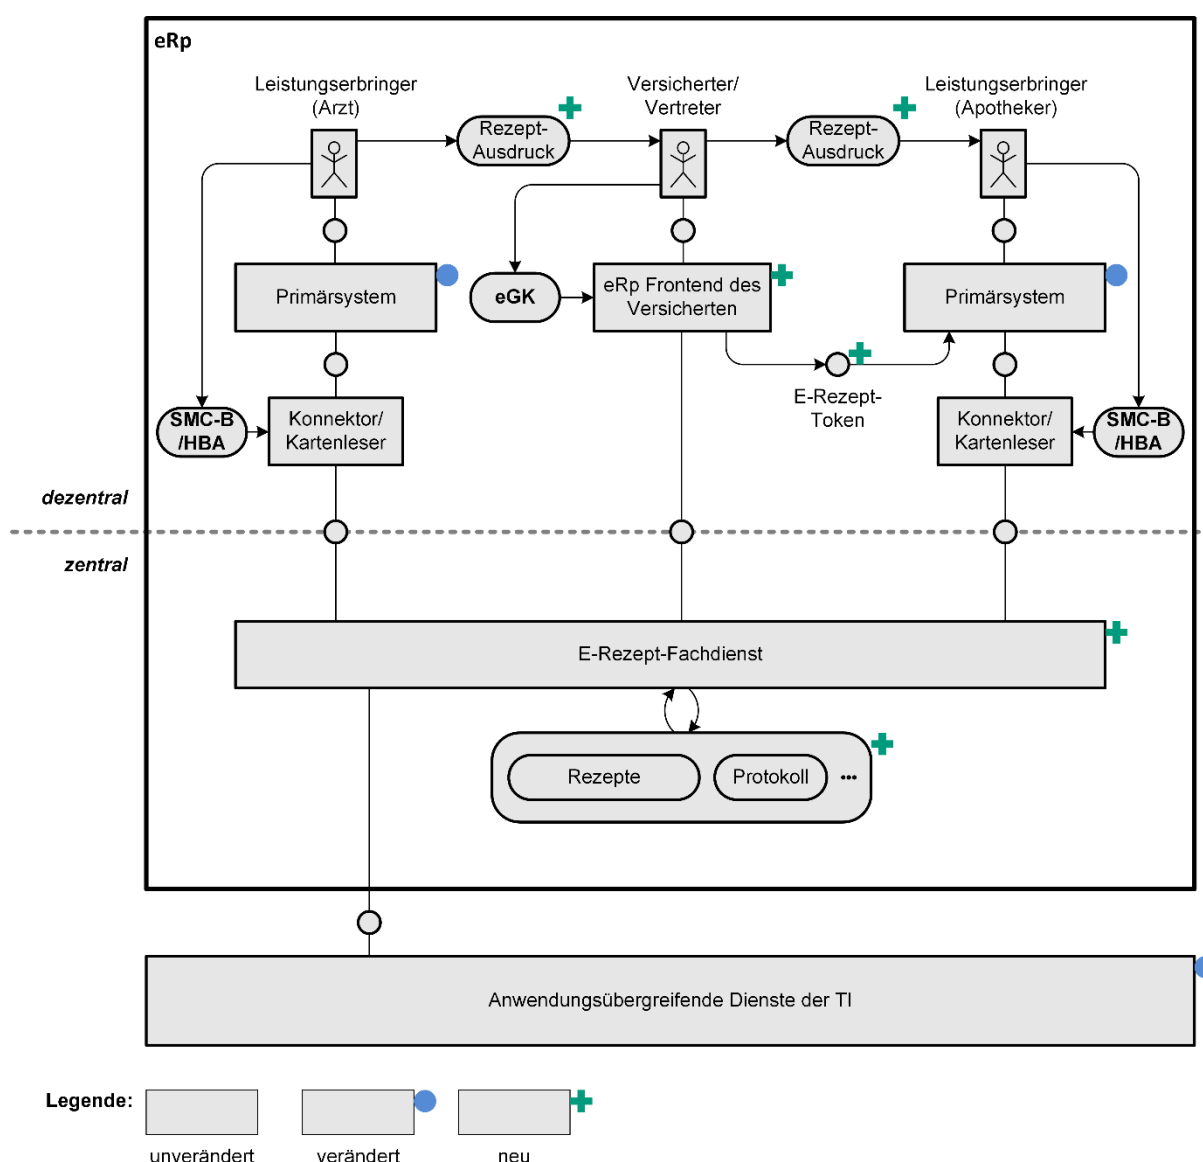 eRp
Leistungserbringer
(Arzt)
Versicherter/
Vertreter
Leistungserbringer
(Apotheker)
Rezept-
Ausdruck
Rezept-
Ausdruck
Primärsystem
eGK
eRp Frontend des
Versicherten
Primärsystem
E-Rezept-
Token
SMC-B
/HBA
Konnektor/
Kartenleser
Konnektor/
Kartenleser
SMC-B
/HBA
dezentral
zentral
E-Rezept-Fachdienst
Rezepte
Protokoll
•••
Anwendungsübergreifende Dienste der TI
Legende:
unverändert
verändert
neu